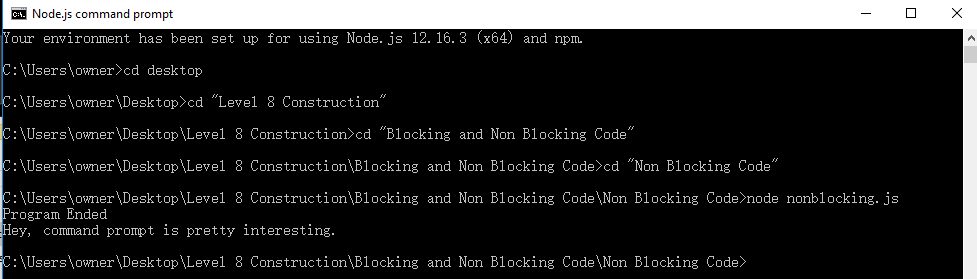 Node.js command prompt
Your environment has been set up for using Node.js 12.16.3 (x64) and npm.
C:\Users\owner>cd desktop
C:\Users\owner\Desktop>cd "Level 8 Construction"
C:\Users\owner\Desktop\Level 8 Construction>cd "Blocking and Non Blocking Code"
C:\Users\owner\Desktop\Level 8 Construction\Blocking and Non Blocking Code>cd "Non Blocking Code"
C:\Users\owner\Desktop\Level 8 Construction\Blocking and Non Blocking Code\Non Blocking Code>node nonblocking.js
Program Ended
Hey, command prompt is pretty interesting.
C:\Users\owner\Desktop\Level 8 Construction\Blocking and Non Blocking Code\Non Blocking Code>